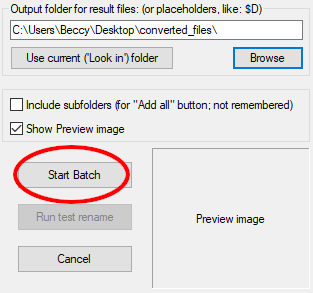 Output folder for result files: (or placeholders, like: $D)
C:\Users\Beccy\Desktop\converted_files\
Use current ('Look in') folder
Browse
Include subfolders (for "Add all" button; not remembered)
Show Preview image
Start Batch
Run test rename
Preview image
Cancel